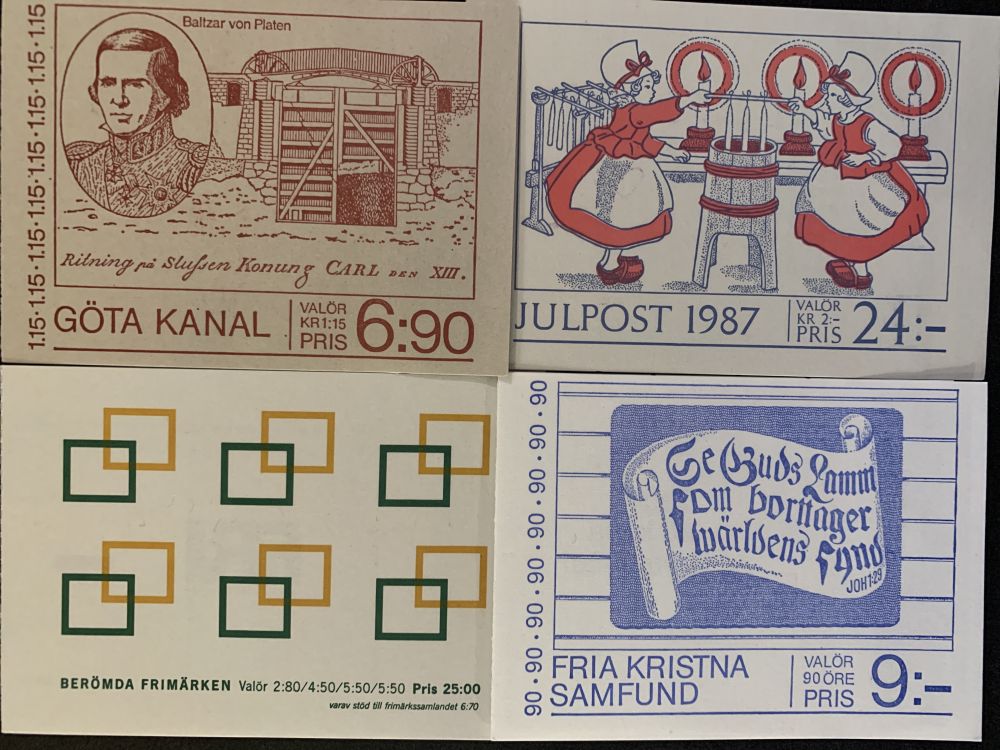 Baltzar von Platen
1.15·1.15·1.15·1.15·1.15·1.15·1.15·1.15
Ritning på Slussen Konung CARL DEN XIII.
GÖTA KANAL
VALÖR
KR 1:15
PRIS
6:90
JULPOST 1987
VALÖR
KR 2:-
PRIS
24:-
BERÖMDA FRIMÄRKEN Valör 2:80/4:50/5:50/5:50 Pris 25:00
varav stöd till frimärkssamlandet 6:70
90·90·90·90·90·90·90·90
Se Guds Lamm
som borttager
wärldens synd
JOH 1:29
FRIA KRISTNA
SAMFUND
VALÖR
90 ÖRE
PRIS
9:-